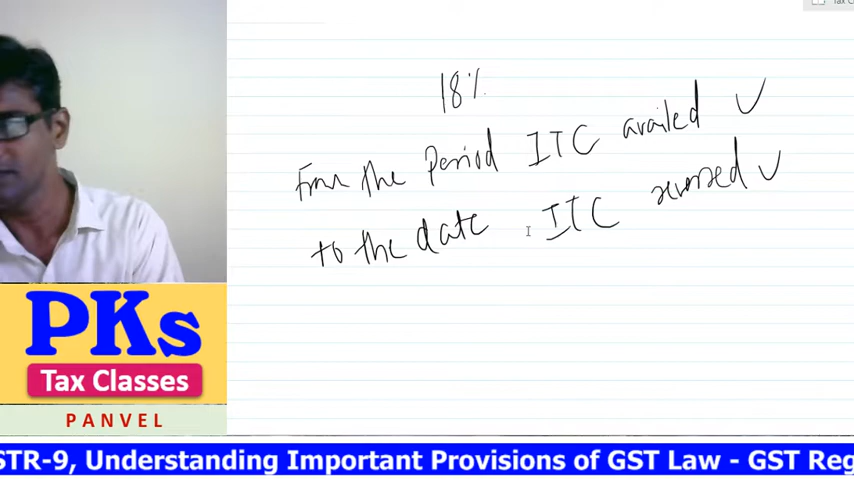 Tax C
18%
From the Period ITC availed
to the date ITC reversed
PKs
Tax Classes
PANVEL
STR-9, Understanding Important Provisions of GST Law - GST Reg